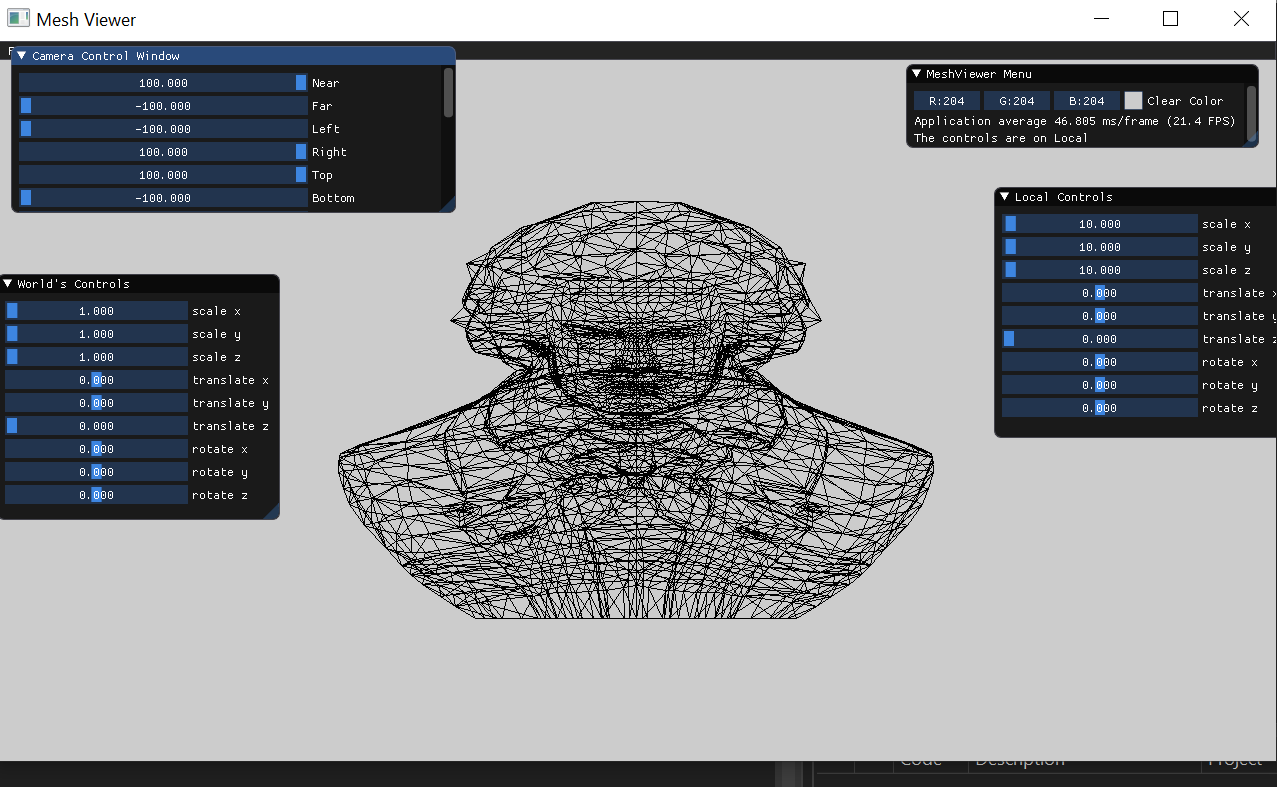 Mesh Viewer
Camera Control Window
100.000 Near
-100.000 Far
-100.000 Left
100.000 Right
100.000 Top
-100.000 Bottom
MeshViewer Menu
R:204 G:204 B:204 Clear Color
Application average 46.805 ms/frame (21.4 FPS)
The controls are on Local
Local Controls
10.000 scale x
10.000 scale y
10.000 scale z
0.000 translate x
0.000 translate y
0.000 translate z
0.000 rotate x
0.000 rotate y
0.000 rotate z
World's Controls
1.000 scale x
1.000 scale y
1.000 scale z
0.000 translate x
0.000 translate y
0.000 translate z
0.000 rotate x
0.000 rotate y
0.000 rotate z
Code Description Project